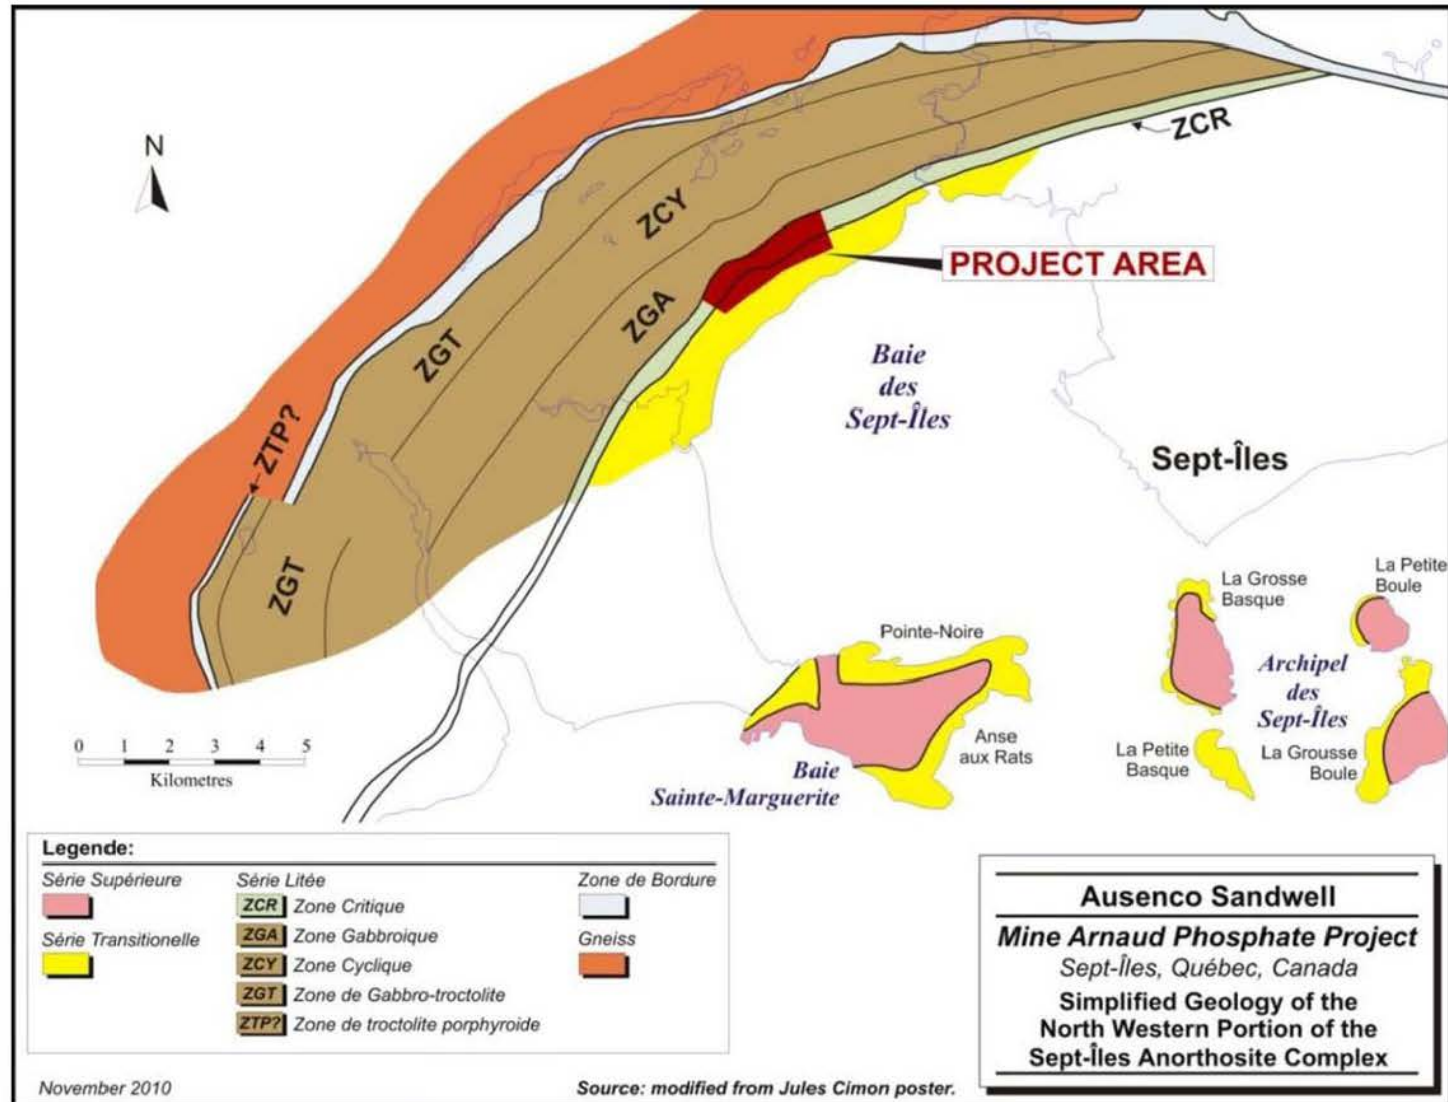 N
ZCR
ZCY
PROJECT AREA
ZGA
ZGT
Baie
des
Sept-Îles
ZTP?
Sept-Îles
ZGT
La Grosse
Basque
La Petite
Boule
Pointe-Noire
Archipel
des
Sept-Îles
Anse
aux Rats
La Petite
Basque
La Grousse
Boule
Baie
Sainte-Marguerite
0 1 2 3 4 5
Kilometres
Legende:
Série Supérieure
Série Transitionelle
Série Litée
ZCR Zone Critique
ZGA Zone Gabbroique
ZCY Zone Cyclique
ZGT Zone de Gabbro-troctolite
ZTP? Zone de troctolite porphyroide
Zone de Bordure
Gneiss
Ausenco Sandwell
Mine Arnaud Phosphate Project
Sept-Îles, Québec, Canada
Simplified Geology of the
North Western Portion of the
Sept-Îles Anorthosite Complex
November 2010
Source: modified from Jules Cimon poster.